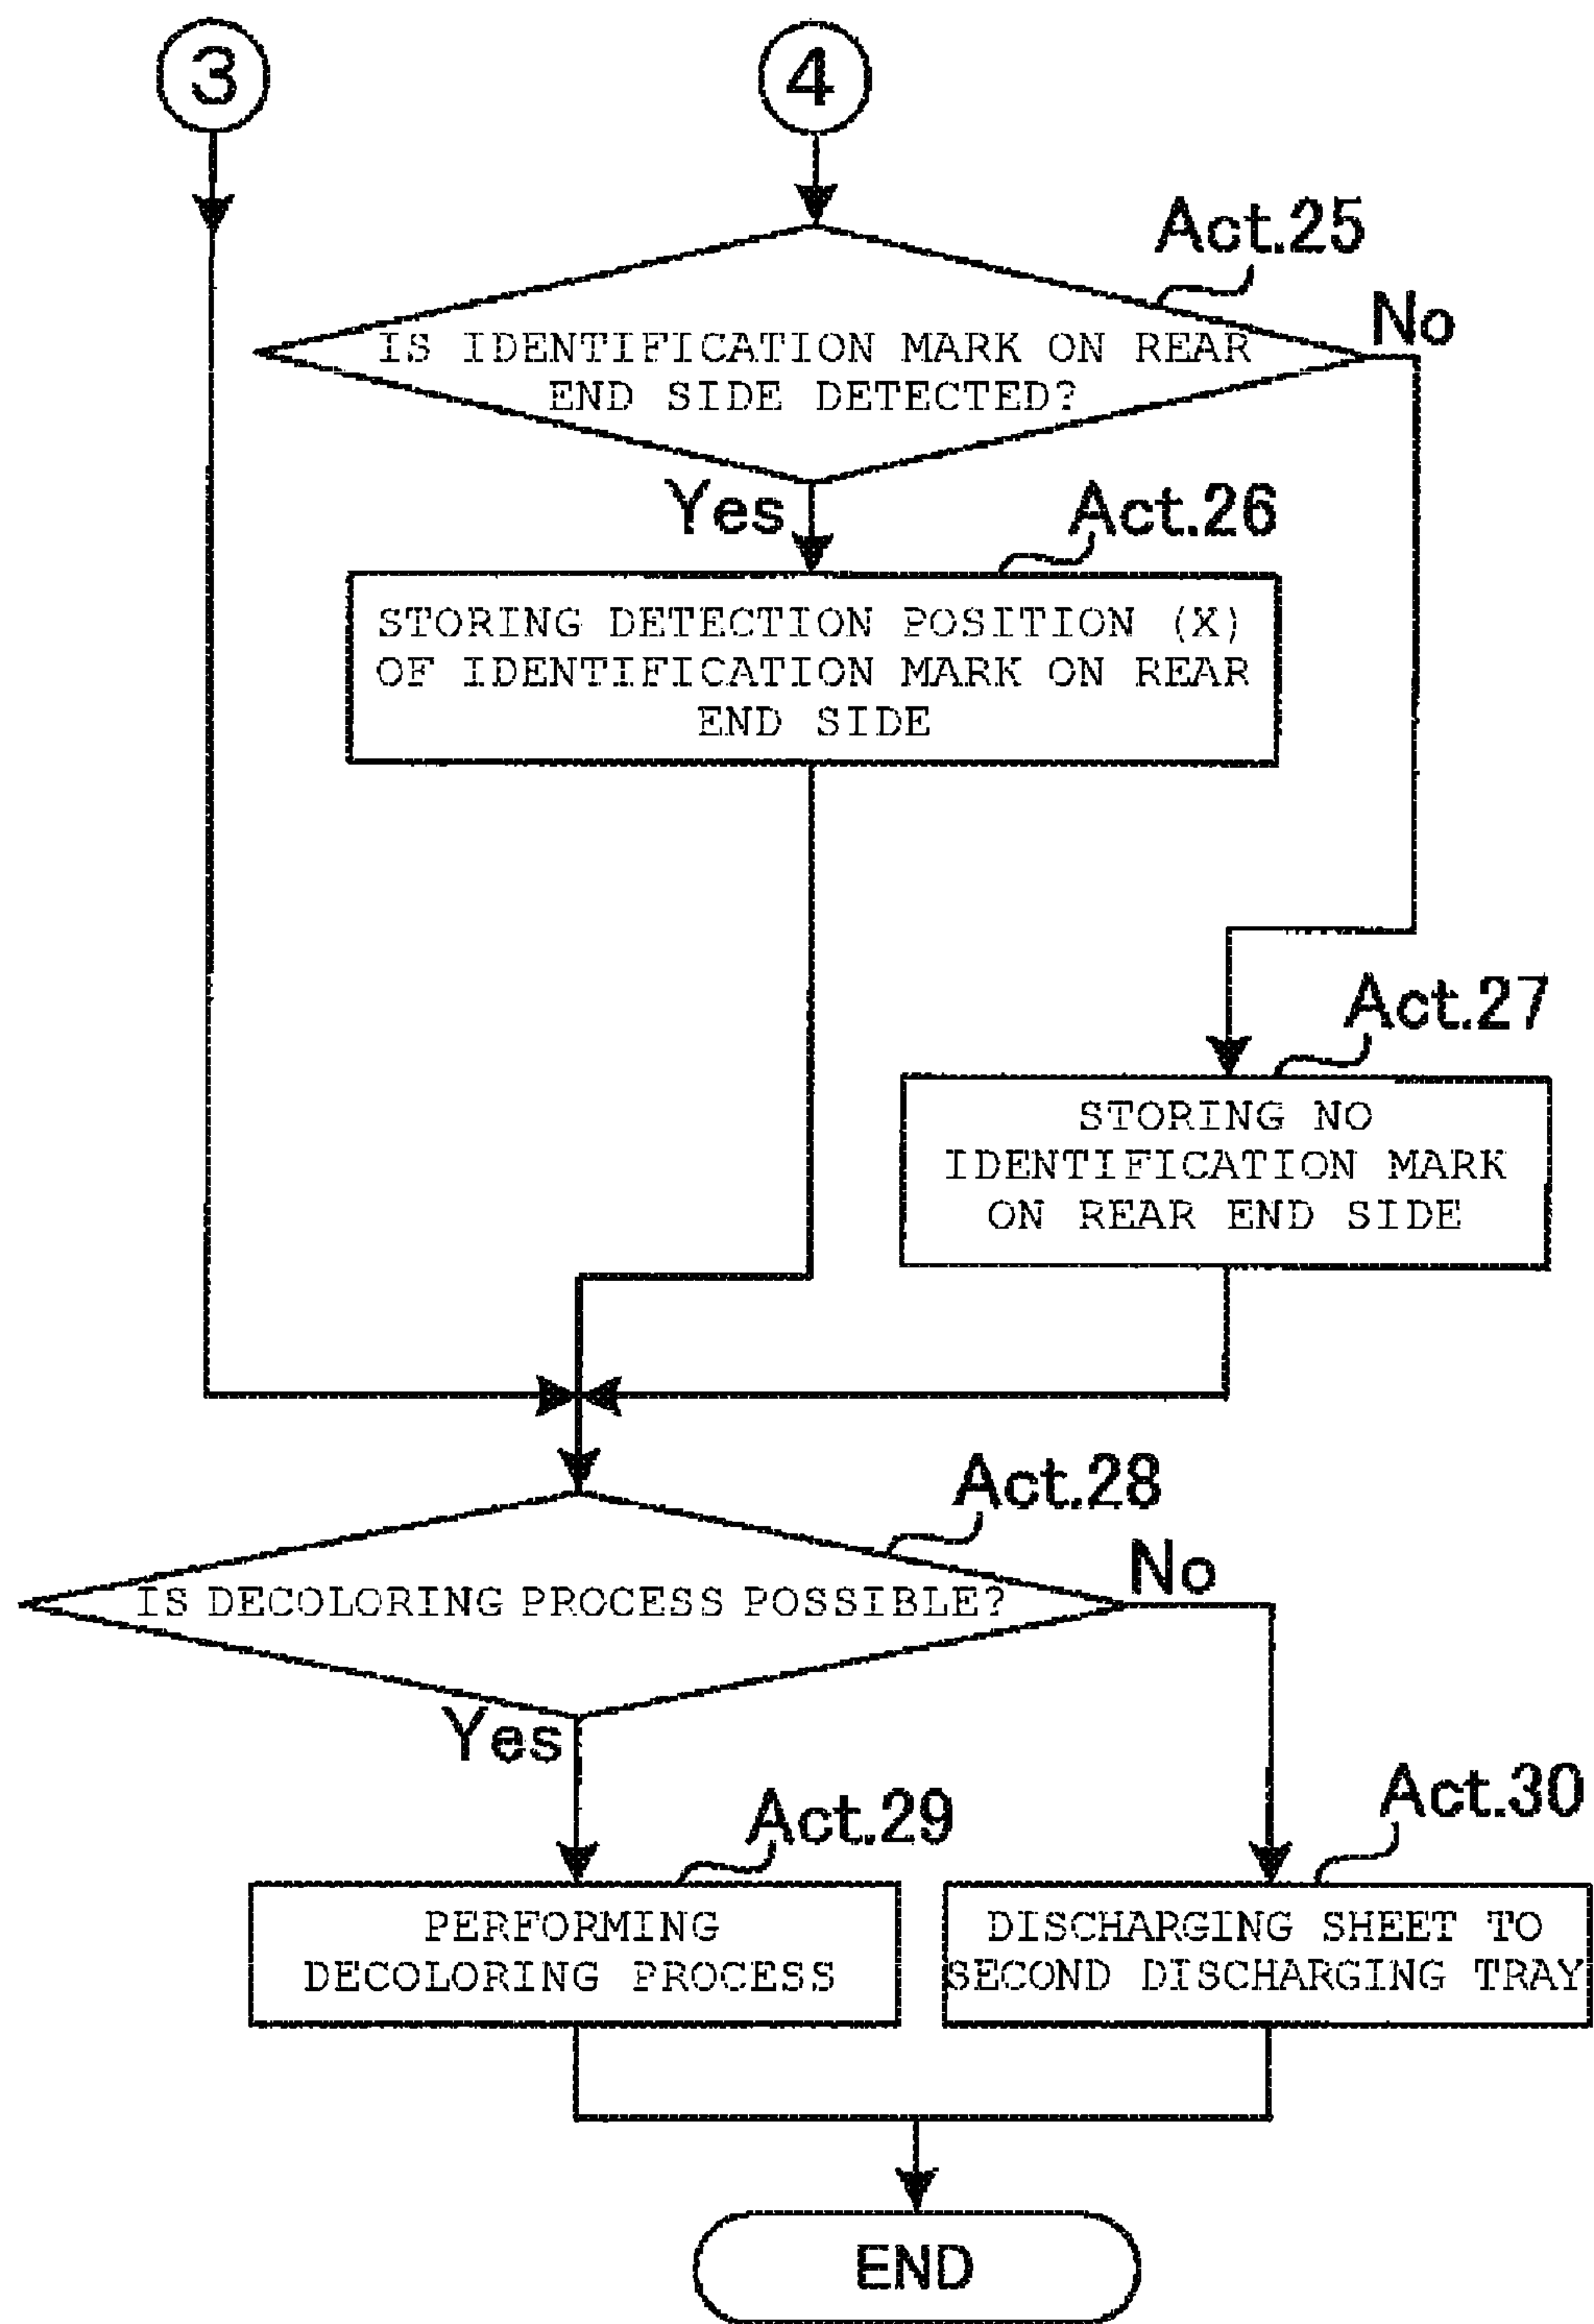 3
4
Act.25
No
IS IDENTIFICATION MARK ON REAR
END SIDE DETECTED?
Yes
Act.26
STORING DETECTION POSITION (X)
OF IDENTIFICATION MARK ON REAR
END SIDE
Act.27
STORING NO
IDENTIFICATION MARK
ON REAR END SIDE
Act.28
No
IS DECOLORING PROCESS POSSIBLE?
Yes
Act.29
PERFORMING
DECOLORING PROCESS
Act.30
DISCHARGING SHEET TO
SECOND DISCHARGING TRAY
END